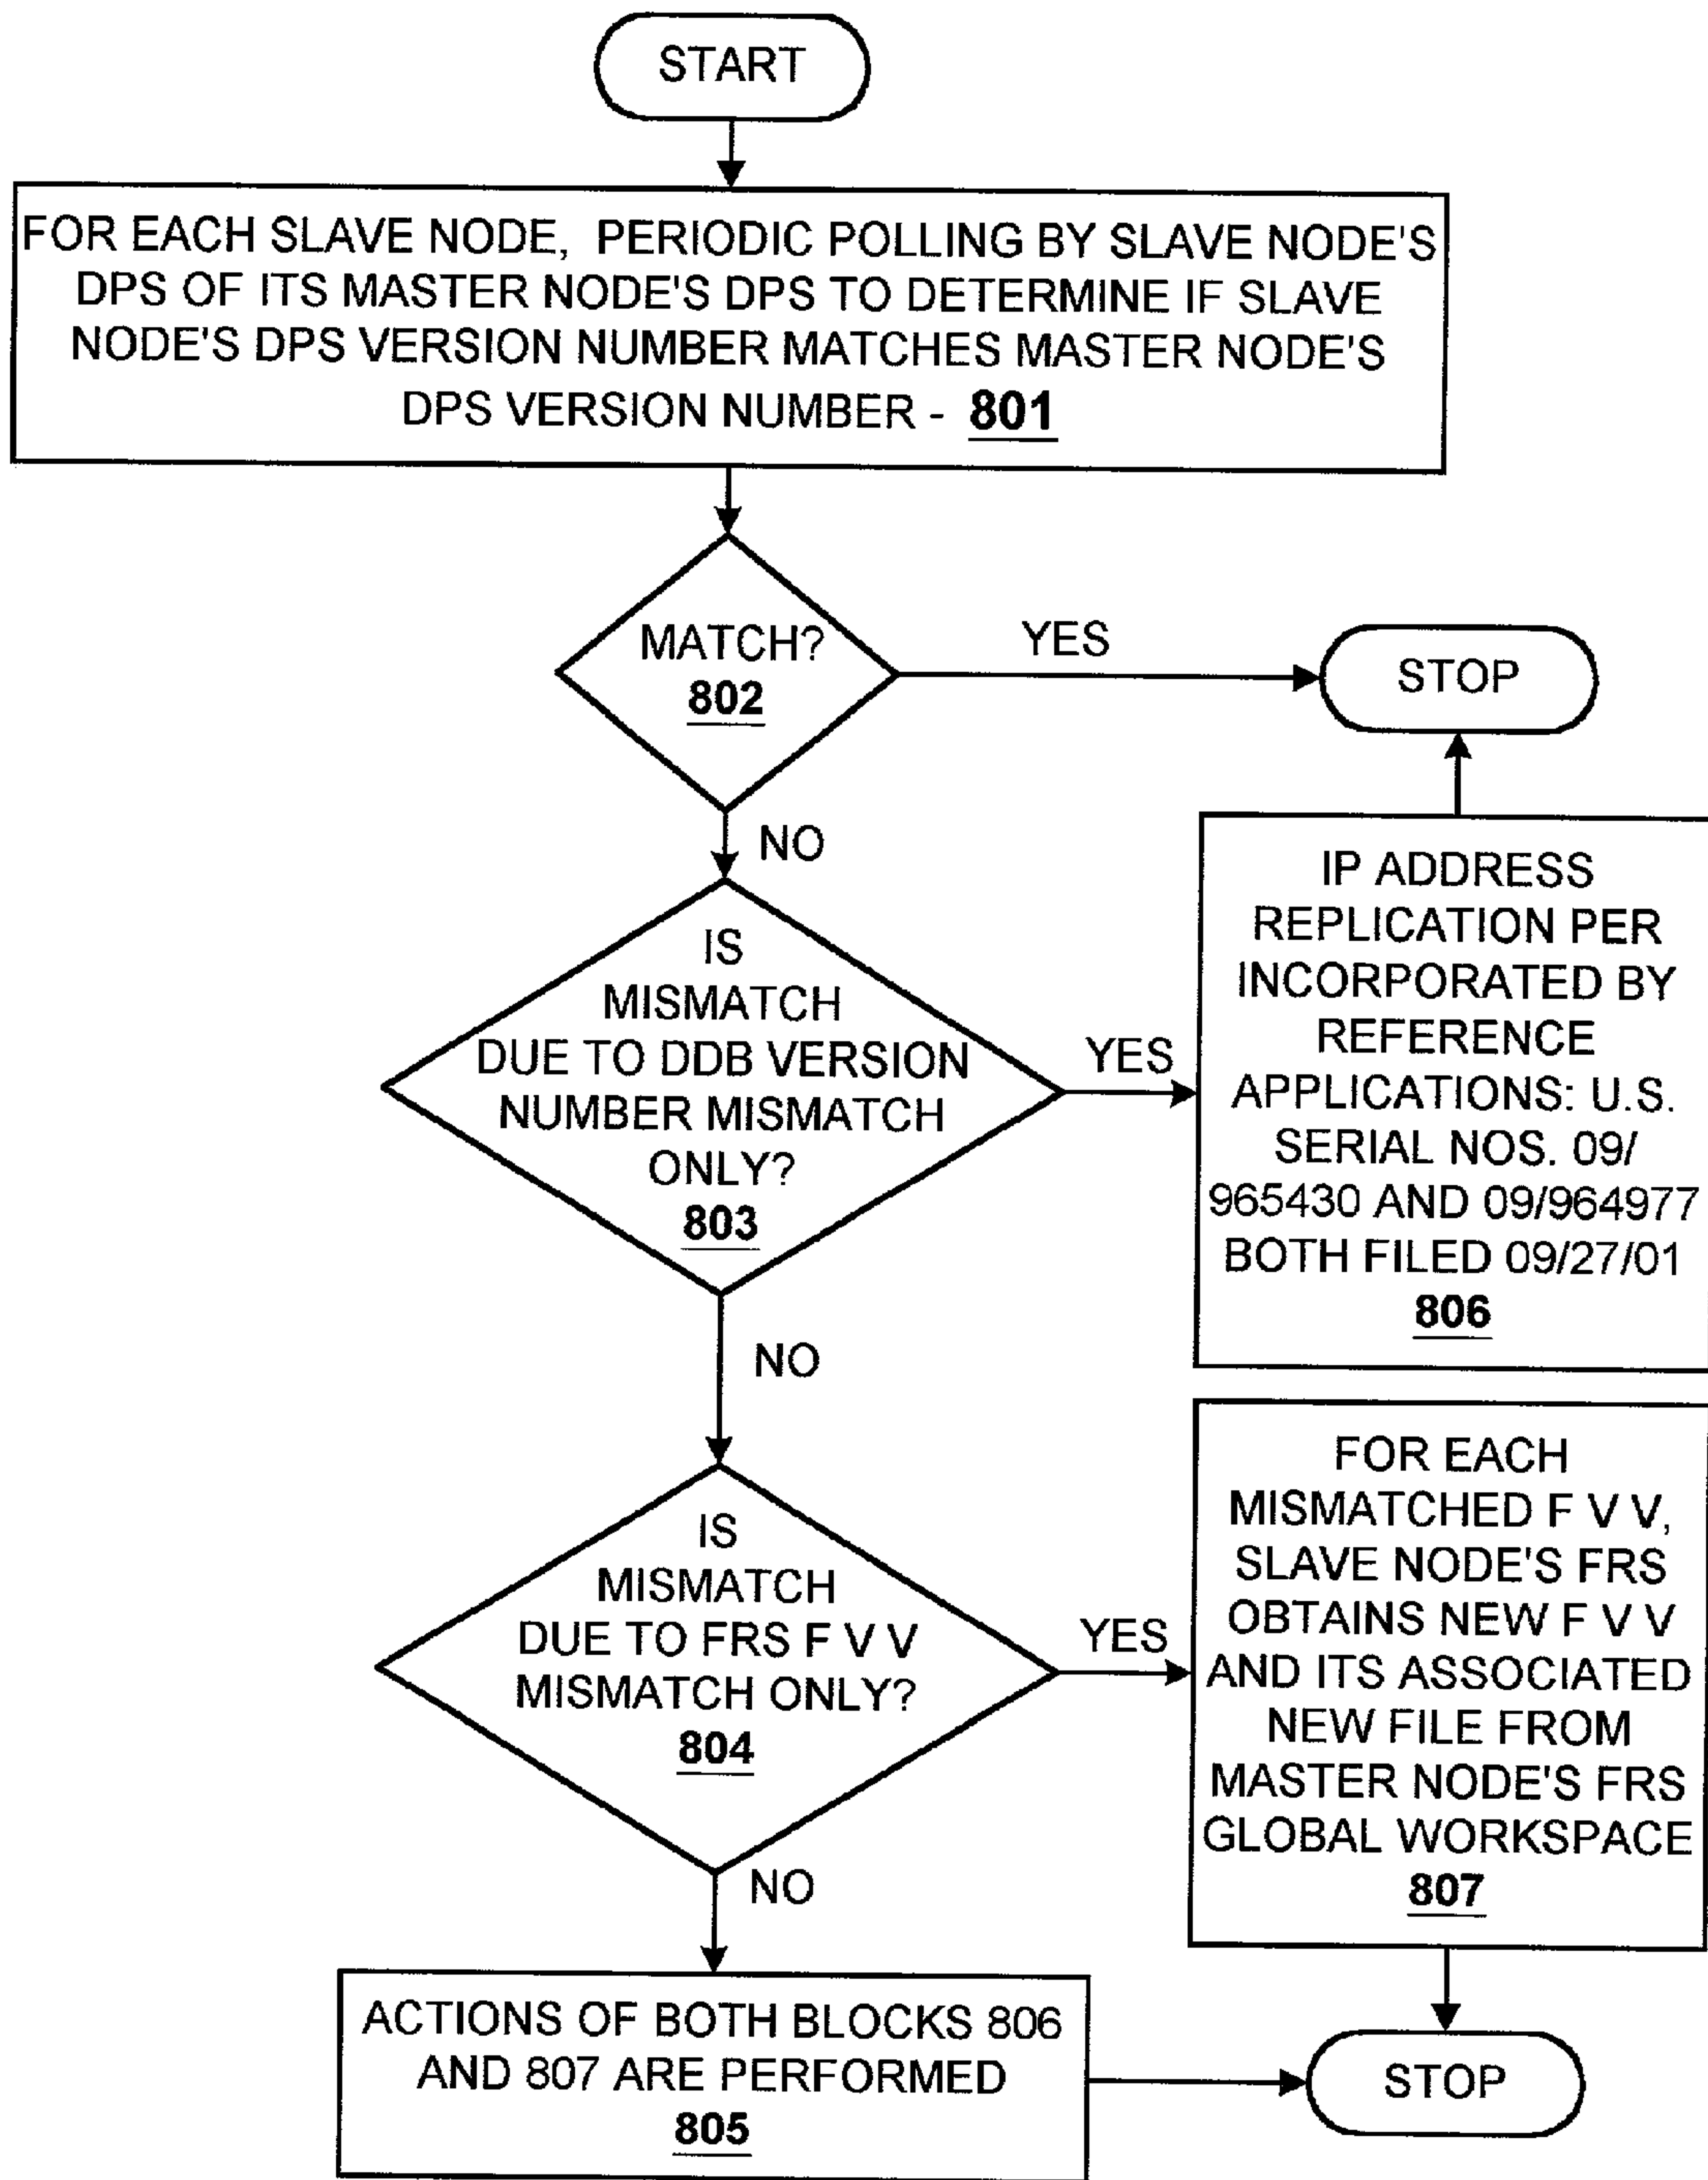 START
FOR EACH SLAVE NODE, PERIODIC POLLING BY SLAVE NODE'S
DPS OF ITS MASTER NODE'S DPS TO DETERMINE IF SLAVE
NODE'S DPS VERSION NUMBER MATCHES MASTER NODE'S
DPS VERSION NUMBER - 801
MATCH?
802
YES
STOP
NO
IS
MISMATCH
DUE TO DDB VERSION
NUMBER MISMATCH
ONLY?
803
YES
IP ADDRESS
REPLICATION PER
INCORPORATED BY
REFERENCE
APPLICATIONS: U.S.
SERIAL NOS. 09/
965430 AND 09/964977
BOTH FILED 09/27/01
806
NO
IS
MISMATCH
DUE TO FRS F V V
MISMATCH ONLY?
804
YES
FOR EACH
MISMATCHED F V V,
SLAVE NODE'S FRS
OBTAINS NEW F V V
AND ITS ASSOCIATED
NEW FILE FROM
MASTER NODE'S FRS
GLOBAL WORKSPACE
807
NO
ACTIONS OF BOTH BLOCKS 806
AND 807 ARE PERFORMED
805
STOP